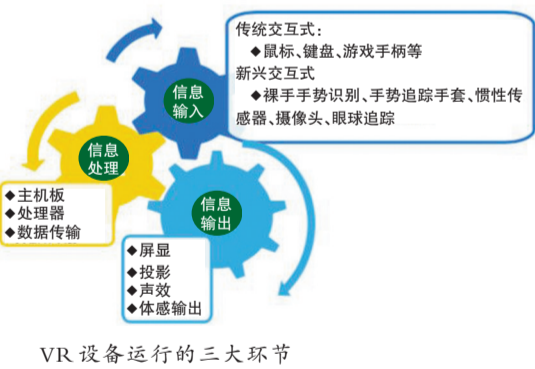 传统交互式:
◆鼠标、键盘、游戏手柄等
新兴交互式
◆裸手手势识别、手势追踪手套、惯性传
感器、摄像头、眼球追踪
信息
输入
信息
处理
◆主机板
◆处理器
◆数据传输
信息
输出
◆屏显
◆投影
◆声效
◆体感输出
VR 设备运行的三大环节